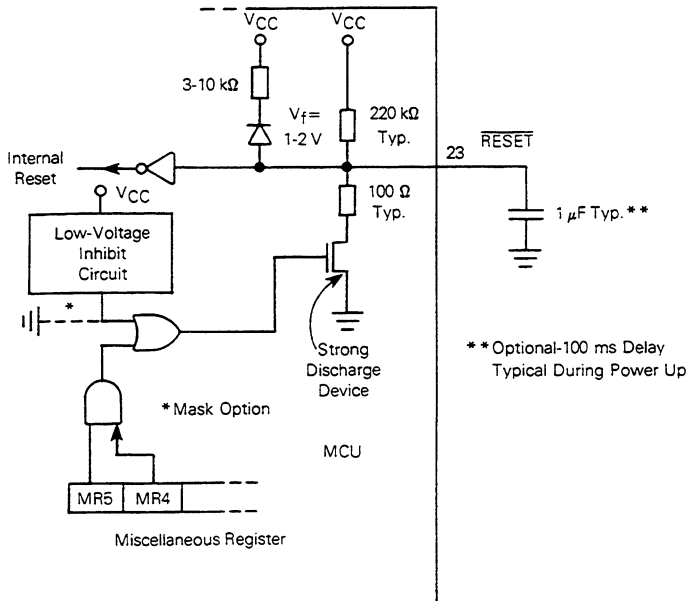 VCC
VCC
3-10 kΩ
Vf=
1-2 V
220 kΩ
Typ.
23
RESET
Internal
Reset
VCC
100 Ω
Typ.
1 µF Typ.**
Low-Voltage
Inhibit
Circuit
*
Strong
Discharge
Device
**Optional-100 ms Delay
Typical During Power Up
*Mask Option
MCU
MR5
MR4
Miscellaneous Register